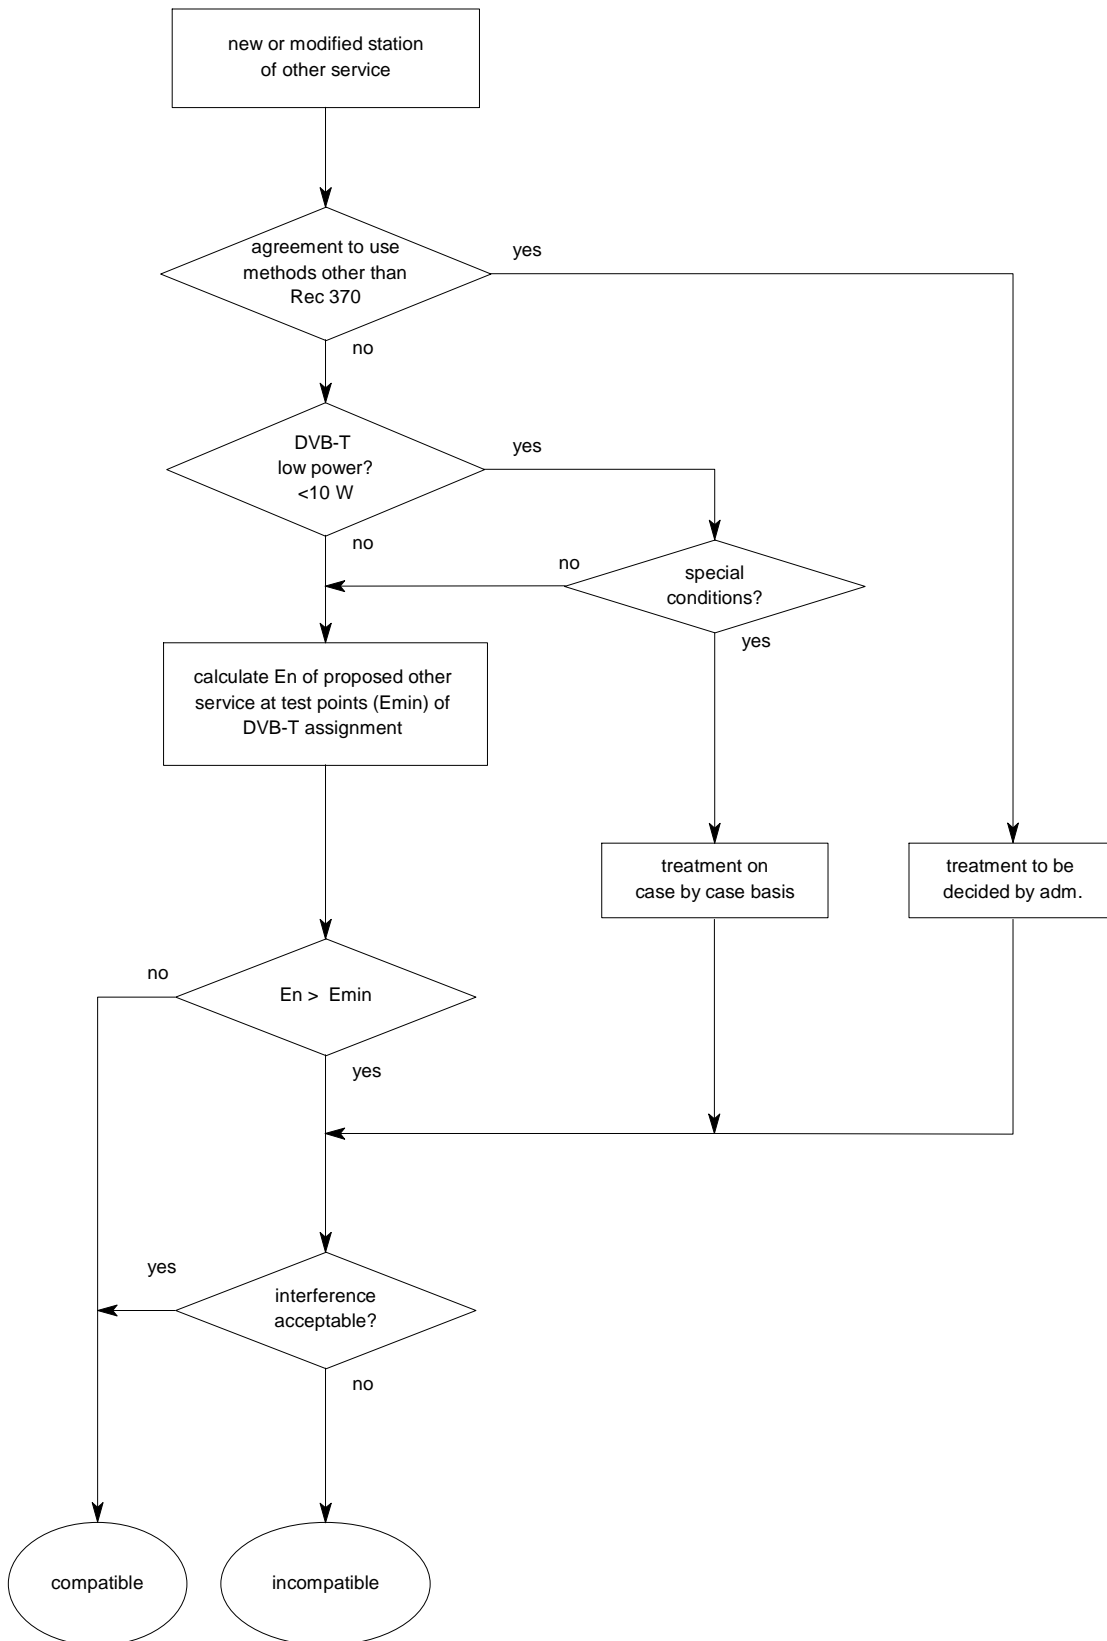 new or modified station
of other service
agreement to use
methods other than
Rec 370
yes
no
DVB-T
low power?
<10 W
yes
no
no
special
conditions?
yes
calculate En of proposed other
service at test points (Emin) of
DVB-T assignment
treatment on
case by case basis
treatment to be
decided by adm.
no
En > Emin
yes
yes
interference
acceptable?
no
compatible
incompatible